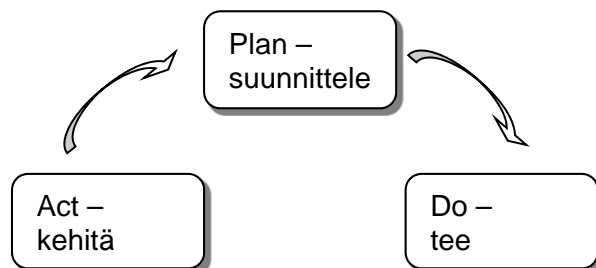 Plan –
suunnittele
Act –
kehitä
Do –
tee